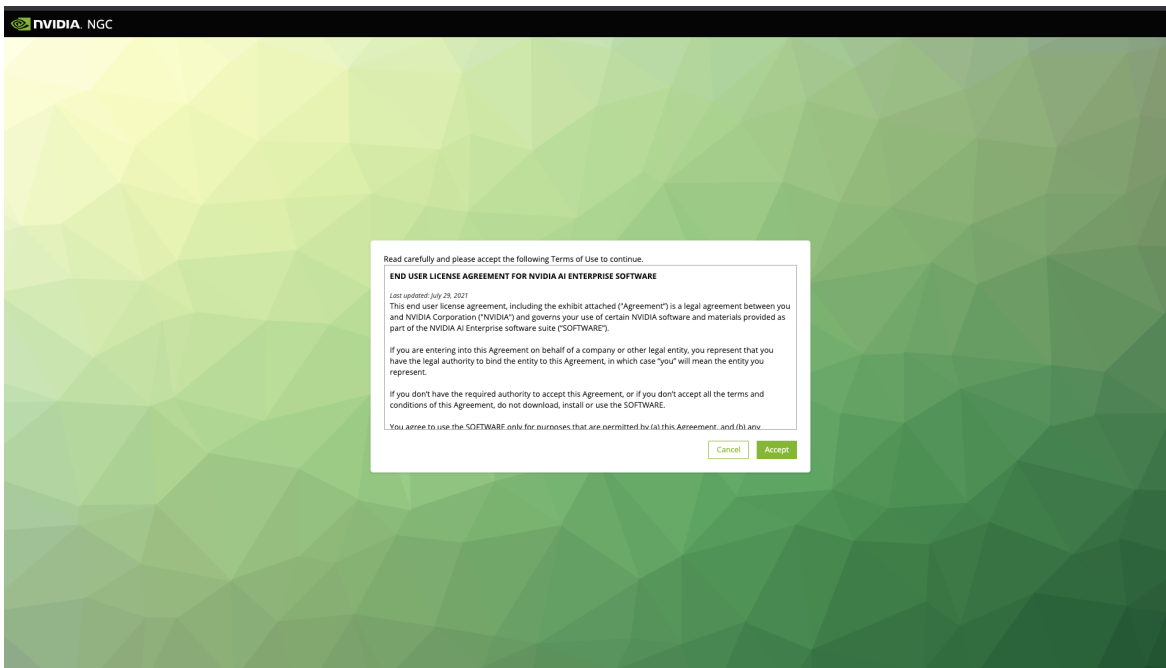 NVIDIA. NGC
Read carefully and please accept the following Terms of Use to continue.
END USER LICENSE AGREEMENT FOR NVIDIA AI ENTERPRISE SOFTWARE
Last updated: July 29, 2021
This end user license agreement, including the exhibit attached ("Agreement") is a legal agreement between you
and NVIDIA Corporation ("NVIDIA") and governs your use of certain NVIDIA software and materials provided as
part of the NVIDIA AI Enterprise software suite ("SOFTWARE").
If you are entering into this Agreement on behalf of a company or other legal entity, you represent that you
have the legal authority to bind the entity to this Agreement, in which case "you" will mean the entity you
represent.
If you don't have the required authority to accept this Agreement, or if you don't accept all the terms and
conditions of this Agreement, do not download, install or use the SOFTWARE.
You agree to use the SOFTWARE only for purposes that are permitted by (a) this Agreement, and (b) any
Cancel Accept